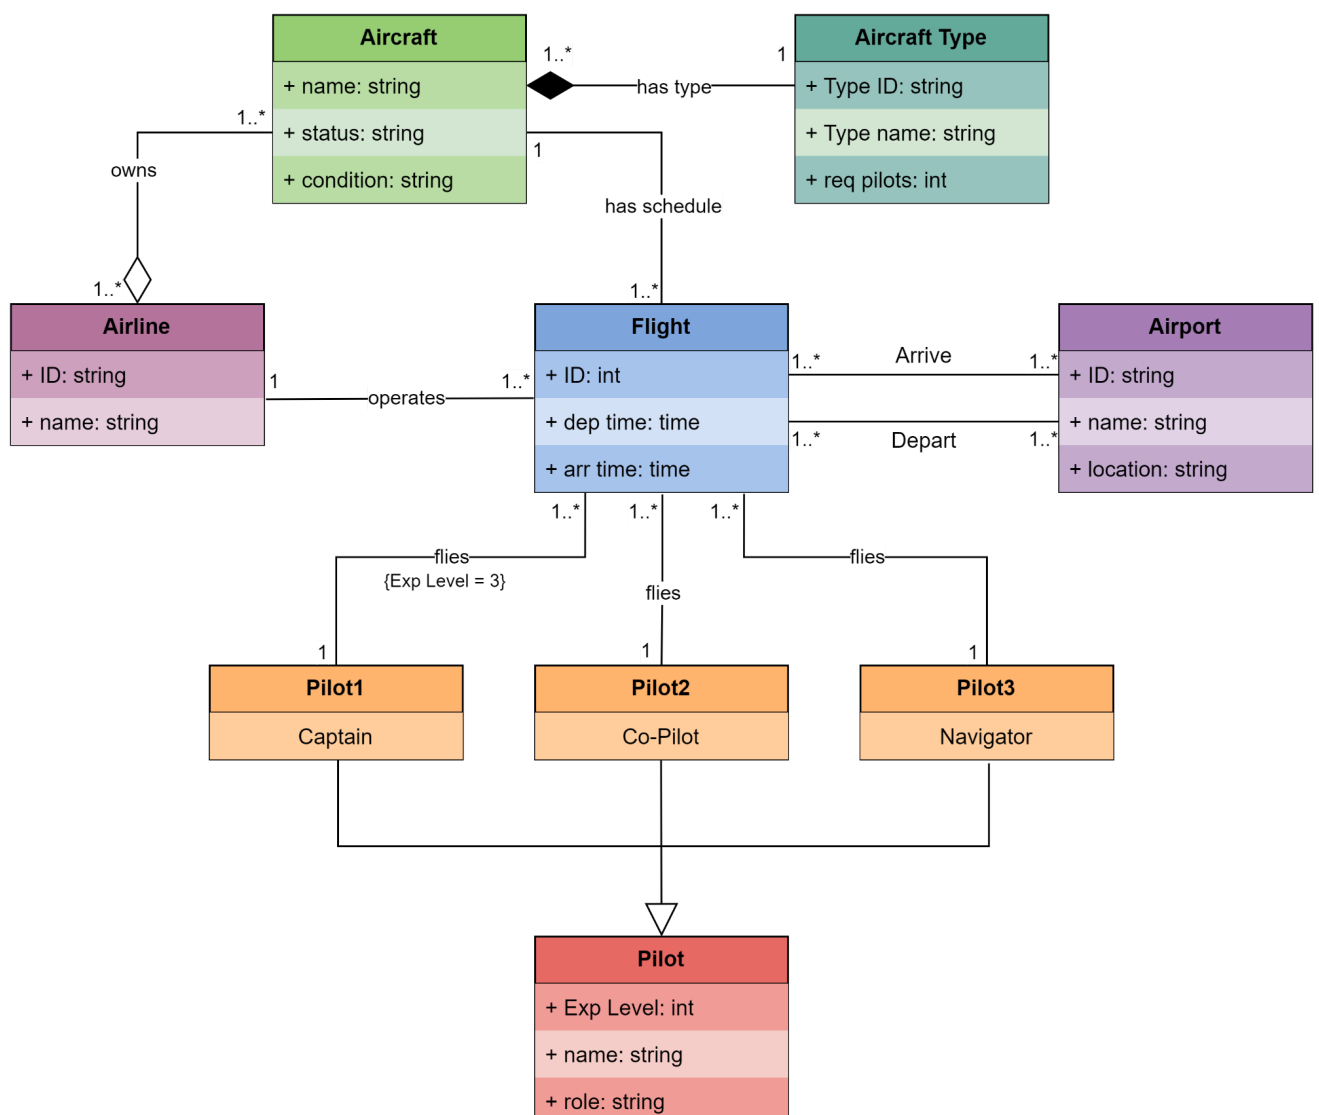 Aircraft
+ name: string
+ status: string
+ condition: string
1..*
has type
1
Aircraft Type
+ Type ID: string
+ Type name: string
+ req pilots: int
1..*
owns
1..*
1
has schedule
1..*
Airline
+ ID: string
+ name: string
1
operates
1..*
Flight
+ ID: int
+ dep time: time
+ arr time: time
1..*
Arrive
1..*
1..*
Depart
1..*
Airport
+ ID: string
+ name: string
+ location: string
1..*
1..*
1..*
flies
{Exp Level = 3}
flies
flies
1
1
1
Pilot1
Captain
Pilot2
Co-Pilot
Pilot3
Navigator
Pilot
+ Exp Level: int
+ name: string
+ role: string